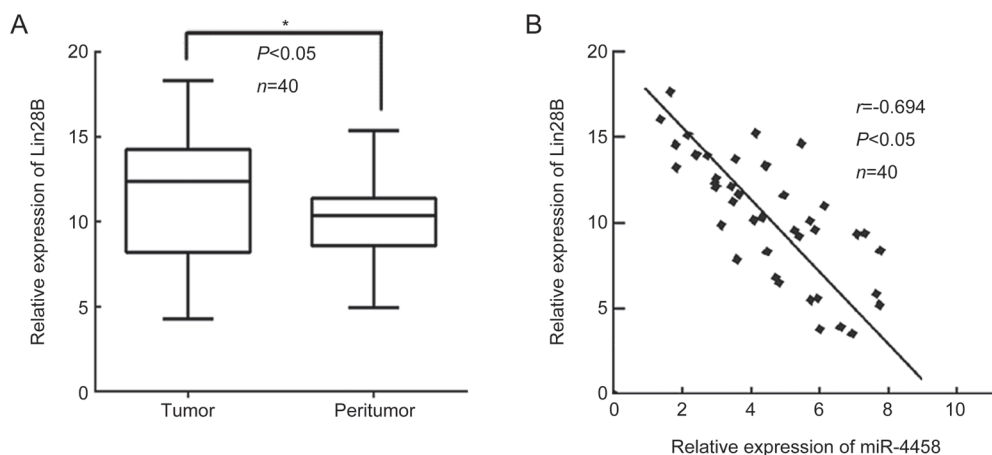 A
Relative expression of Lin28B
20
15
10
5
0
*
P<0.05
n=40
Tumor
Peritumor
B
Relative expression of Lin28B
20
15
10
5
0
r=-0.694
P<0.05
n=40
0 2 4 6 8 10
Relative expression of miR-4458